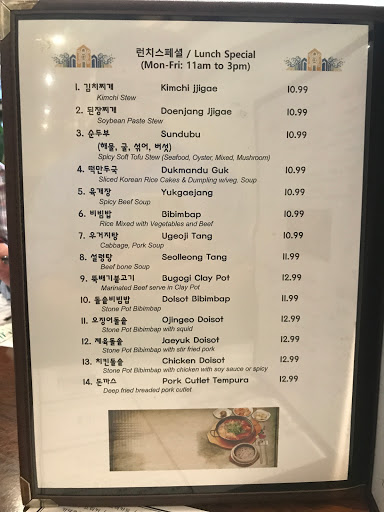 런치스페셜 / Lunch Special
(Mon-Fri: 11am to 3pm)
1. 김치찌개 Kimchi jjigae 10.99
Kimchi Stew
2. 된장찌개 Doenjang Jjigae 10.99
Soybean Paste Stew
3. 순두부 Sundubu 10.99
(해물, 굴, 섞어, 버섯)
Spicy Soft Tofu Stew (Seafood, Oyster, Mixed, Mushroom)
4. 떡만두국 Dukmandu Guk 10.99
Sliced Korean Rice Cakes & Dumpling w/veg. Soup
5. 육개장 Yukgaejang 10.99
Spicy Beef Soup
6. 비빔밥 Bibimbap 10.99
Rice Mixed with Vegetables and Beef
7. 우거지탕 Ugeoji Tang 10.99
Cabbage, Pork Soup
8. 설렁탕 Seolleong Tang 11.99
Beef bone Soup
9. 뚝배기불고기 Bugogi Clay Pot 12.99
Marinated Beef serve in Clay Pot
10. 돌솥비빔밥 Dolsot Bibimbap 11.99
Stone Pot Bibimbap
11. 오징어돌솥 Ojingeo Dolsot 12.99
Stone Pot Bibimbap with squid
12. 제육돌솥 Jaeyuk Dolsot 12.99
Stone Pot Bibimbap with stir fried pork
13. 치킨돌솥 Chicken Dolsot 12.99
Stone Pot Bibimbap with chicken with soy sauce or spicy
14. 돈까스 Pork Cutlet Tempura 12.99
Deep fried breaded pork cutlet